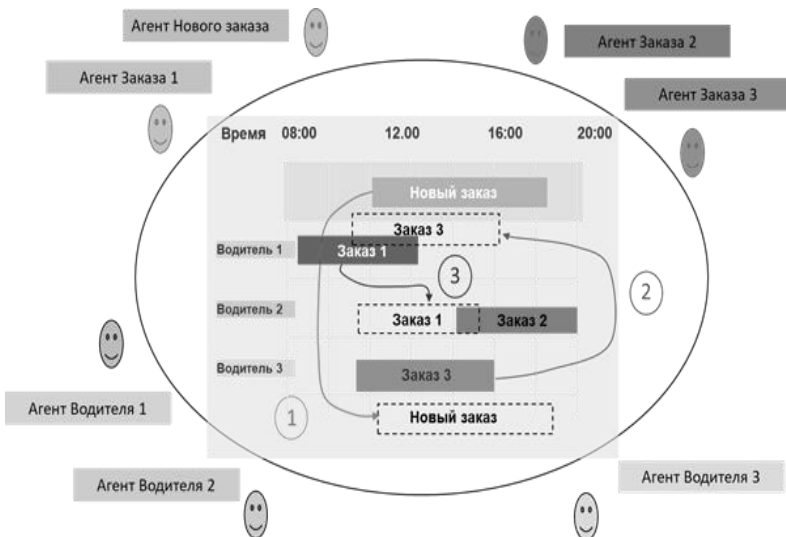 Агент Нового заказа
Агент Заказа 2
Агент Заказа 1
Агент Заказа 3
Время 08:00 12.00 16:00 20:00
Новый заказ
Заказ 3
Водитель 1
Заказ 1
3
2
Водитель 2
Заказ 1
Заказ 2
Водитель 3
Заказ 3
1
Новый заказ
Агент Водителя 1
Агент Водителя 2
Агент Водителя 3